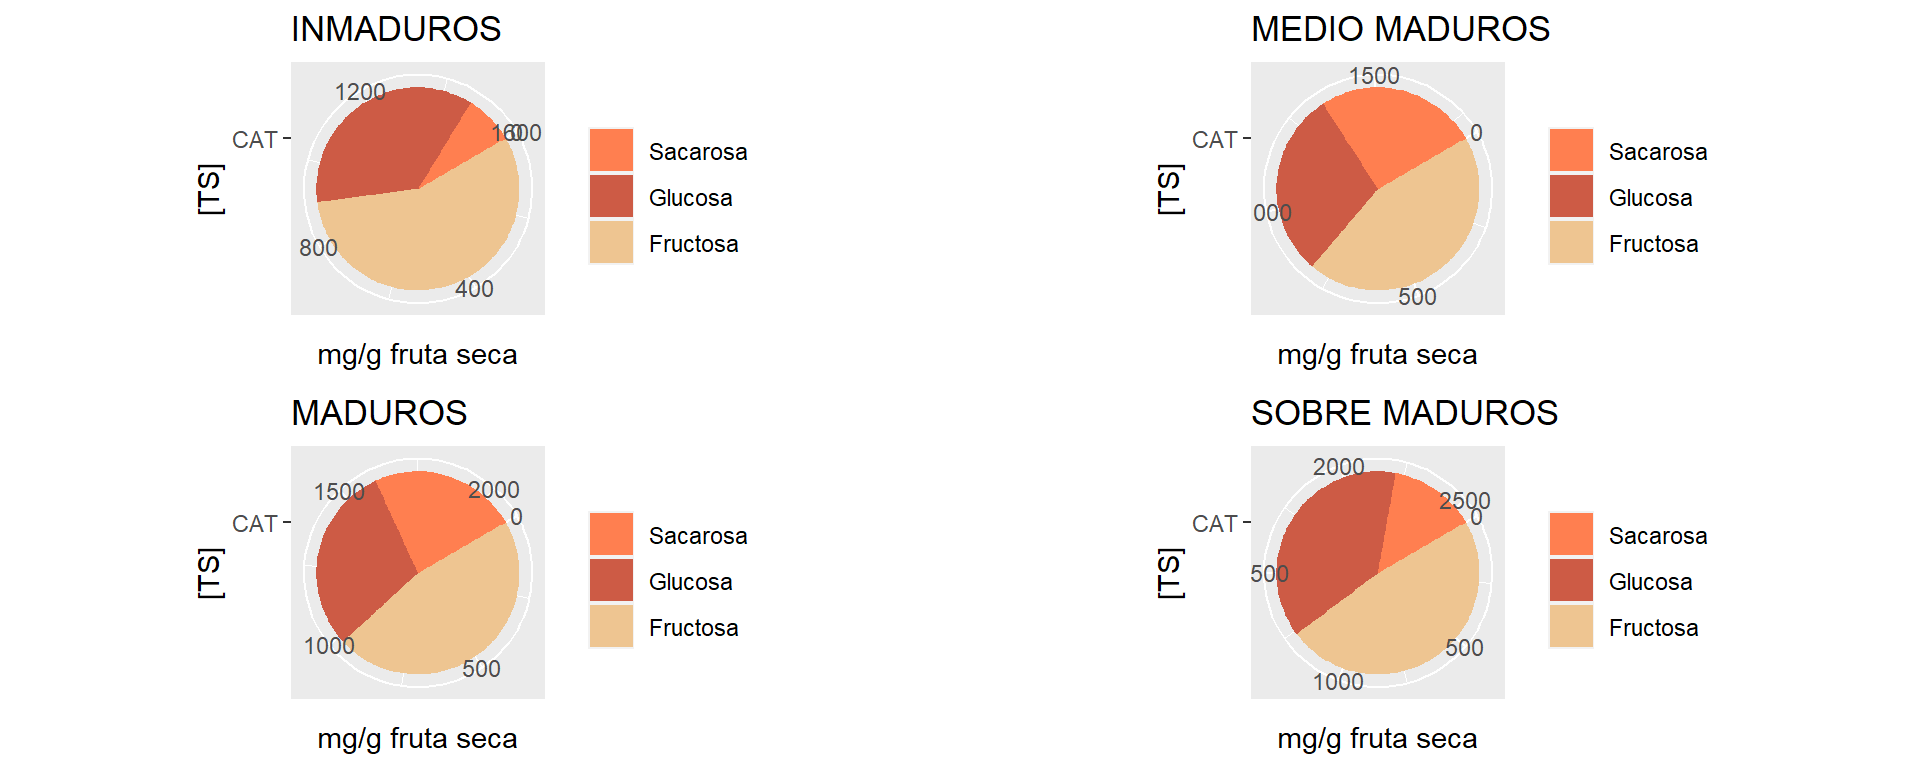 INMADUROS
1200
1600
0
CAT
800
400
[TS]
mg/g fruta seca
Sacarosa
Glucosa
Fructosa
MEDIO MADUROS
1500
0
CAT
000
500
[TS]
mg/g fruta seca
Sacarosa
Glucosa
Fructosa
MADUROS
1500
2000
0
CAT
1000
500
[TS]
mg/g fruta seca
Sacarosa
Glucosa
Fructosa
SOBRE MADUROS
2000
2500
0
CAT
500
500
1000
[TS]
mg/g fruta seca
Sacarosa
Glucosa
Fructosa